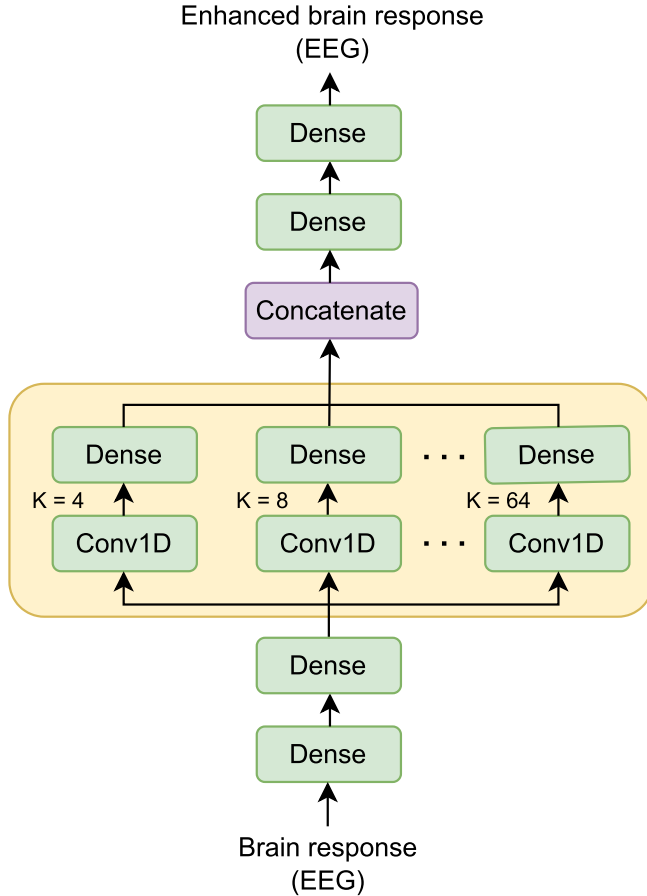 Enhanced brain response
(EEG)
Dense
Dense
Concatenate
Dense Dense . . . Dense
K = 4 K = 8 K = 64
Conv1D Conv1D . . . Conv1D
Dense
Dense
Brain response
(EEG)